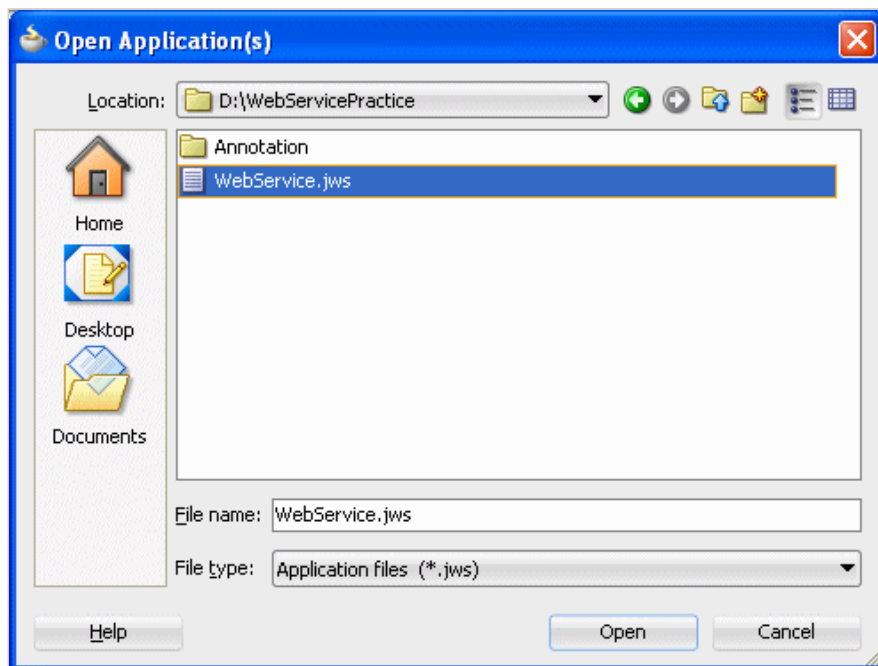 Open Application(s)
Location: D:\WebServicePractice
Annotation
WebService.jws
Home
Desktop
Documents
File name: WebService.jws
File type: Application files (*.jws)
Help Open Cancel